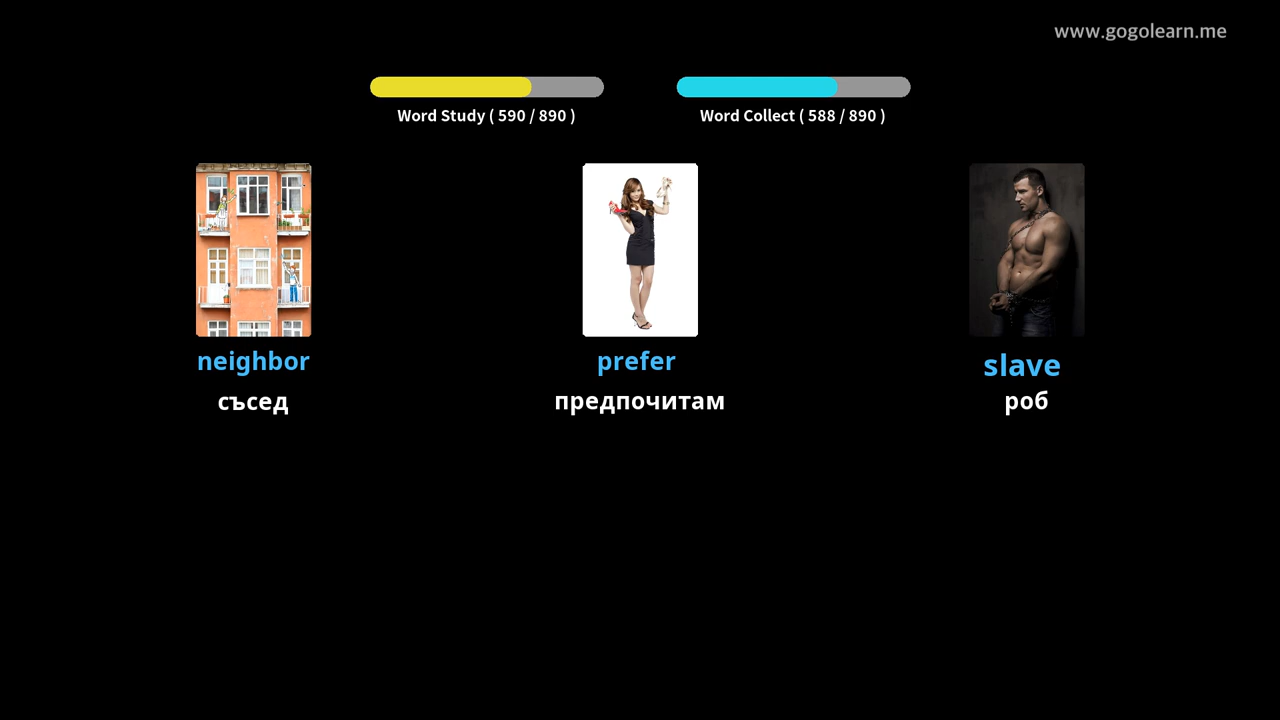 www.gogolearn.me
Word Study ( 590 / 890 )
Word Collect ( 588 / 890 )
neighbor
prefer
slave
съсед
предпочитам
роб